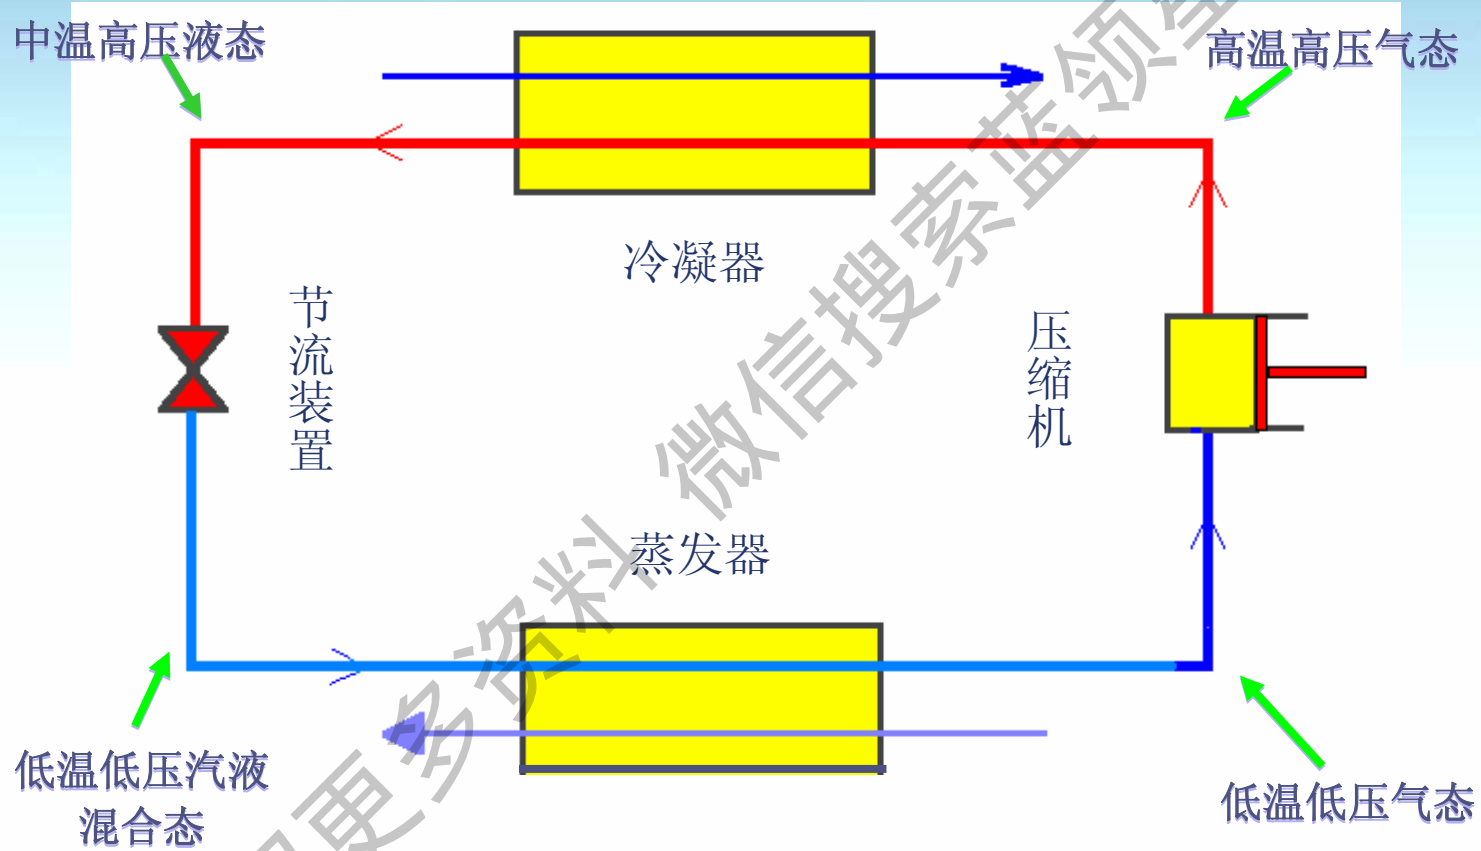 中温高压液态
高温高压气态
冷凝器
节流装置
压缩机
蒸发器
低温低压汽液
混合态
低温低压气态
更多资料 微信搜索蓝领